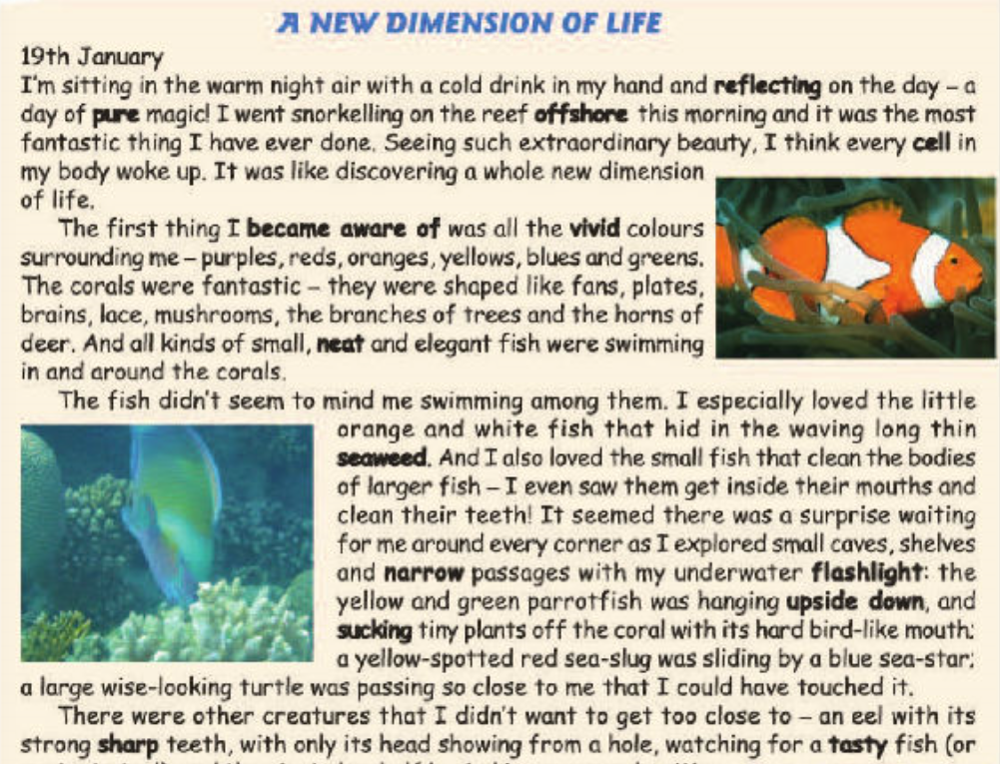 A NEW DIMENSION OF LIFE
19th January
I'm sitting in the warm night air with a cold drink in my hand and reflecting on the day – a
day of pure magic! I went snorkelling on the reef offshore this morning and it was the most
fantastic thing I have ever done. Seeing such extraordinary beauty, I think every cell in
my body woke up. It was like discovering a whole new dimension
of life.
The first thing I became aware of was all the vivid colours
surrounding me – purples, reds, oranges, yellows, blues and greens.
The corals were fantastic – they were shaped like fans, plates,
brains, lace, mushrooms, the branches of trees and the horns of
deer. And all kinds of small, neat and elegant fish were swimming
in and around the corals.
The fish didn't seem to mind me swimming among them. I especially loved the little
orange and white fish that hid in the waving long thin
seaweed. And I also loved the small fish that clean the bodies
of larger fish – I even saw them get inside their mouths and
clean their teeth! It seemed there was a surprise waiting
for me around every corner as I explored small caves, shelves
and narrow passages with my underwater flashlight: the
yellow and green parrotfish was hanging upside down, and
sucking tiny plants off the coral with its hard bird-like mouth;
a yellow-spotted red sea-slug was sliding by a blue sea-star;
a large wise-looking turtle was passing so close to me that I could have touched it.
There were other creatures that I didn't want to get too close to – an eel with its
strong sharp teeth, with only its head showing from a hole, watching for a tasty fish (or